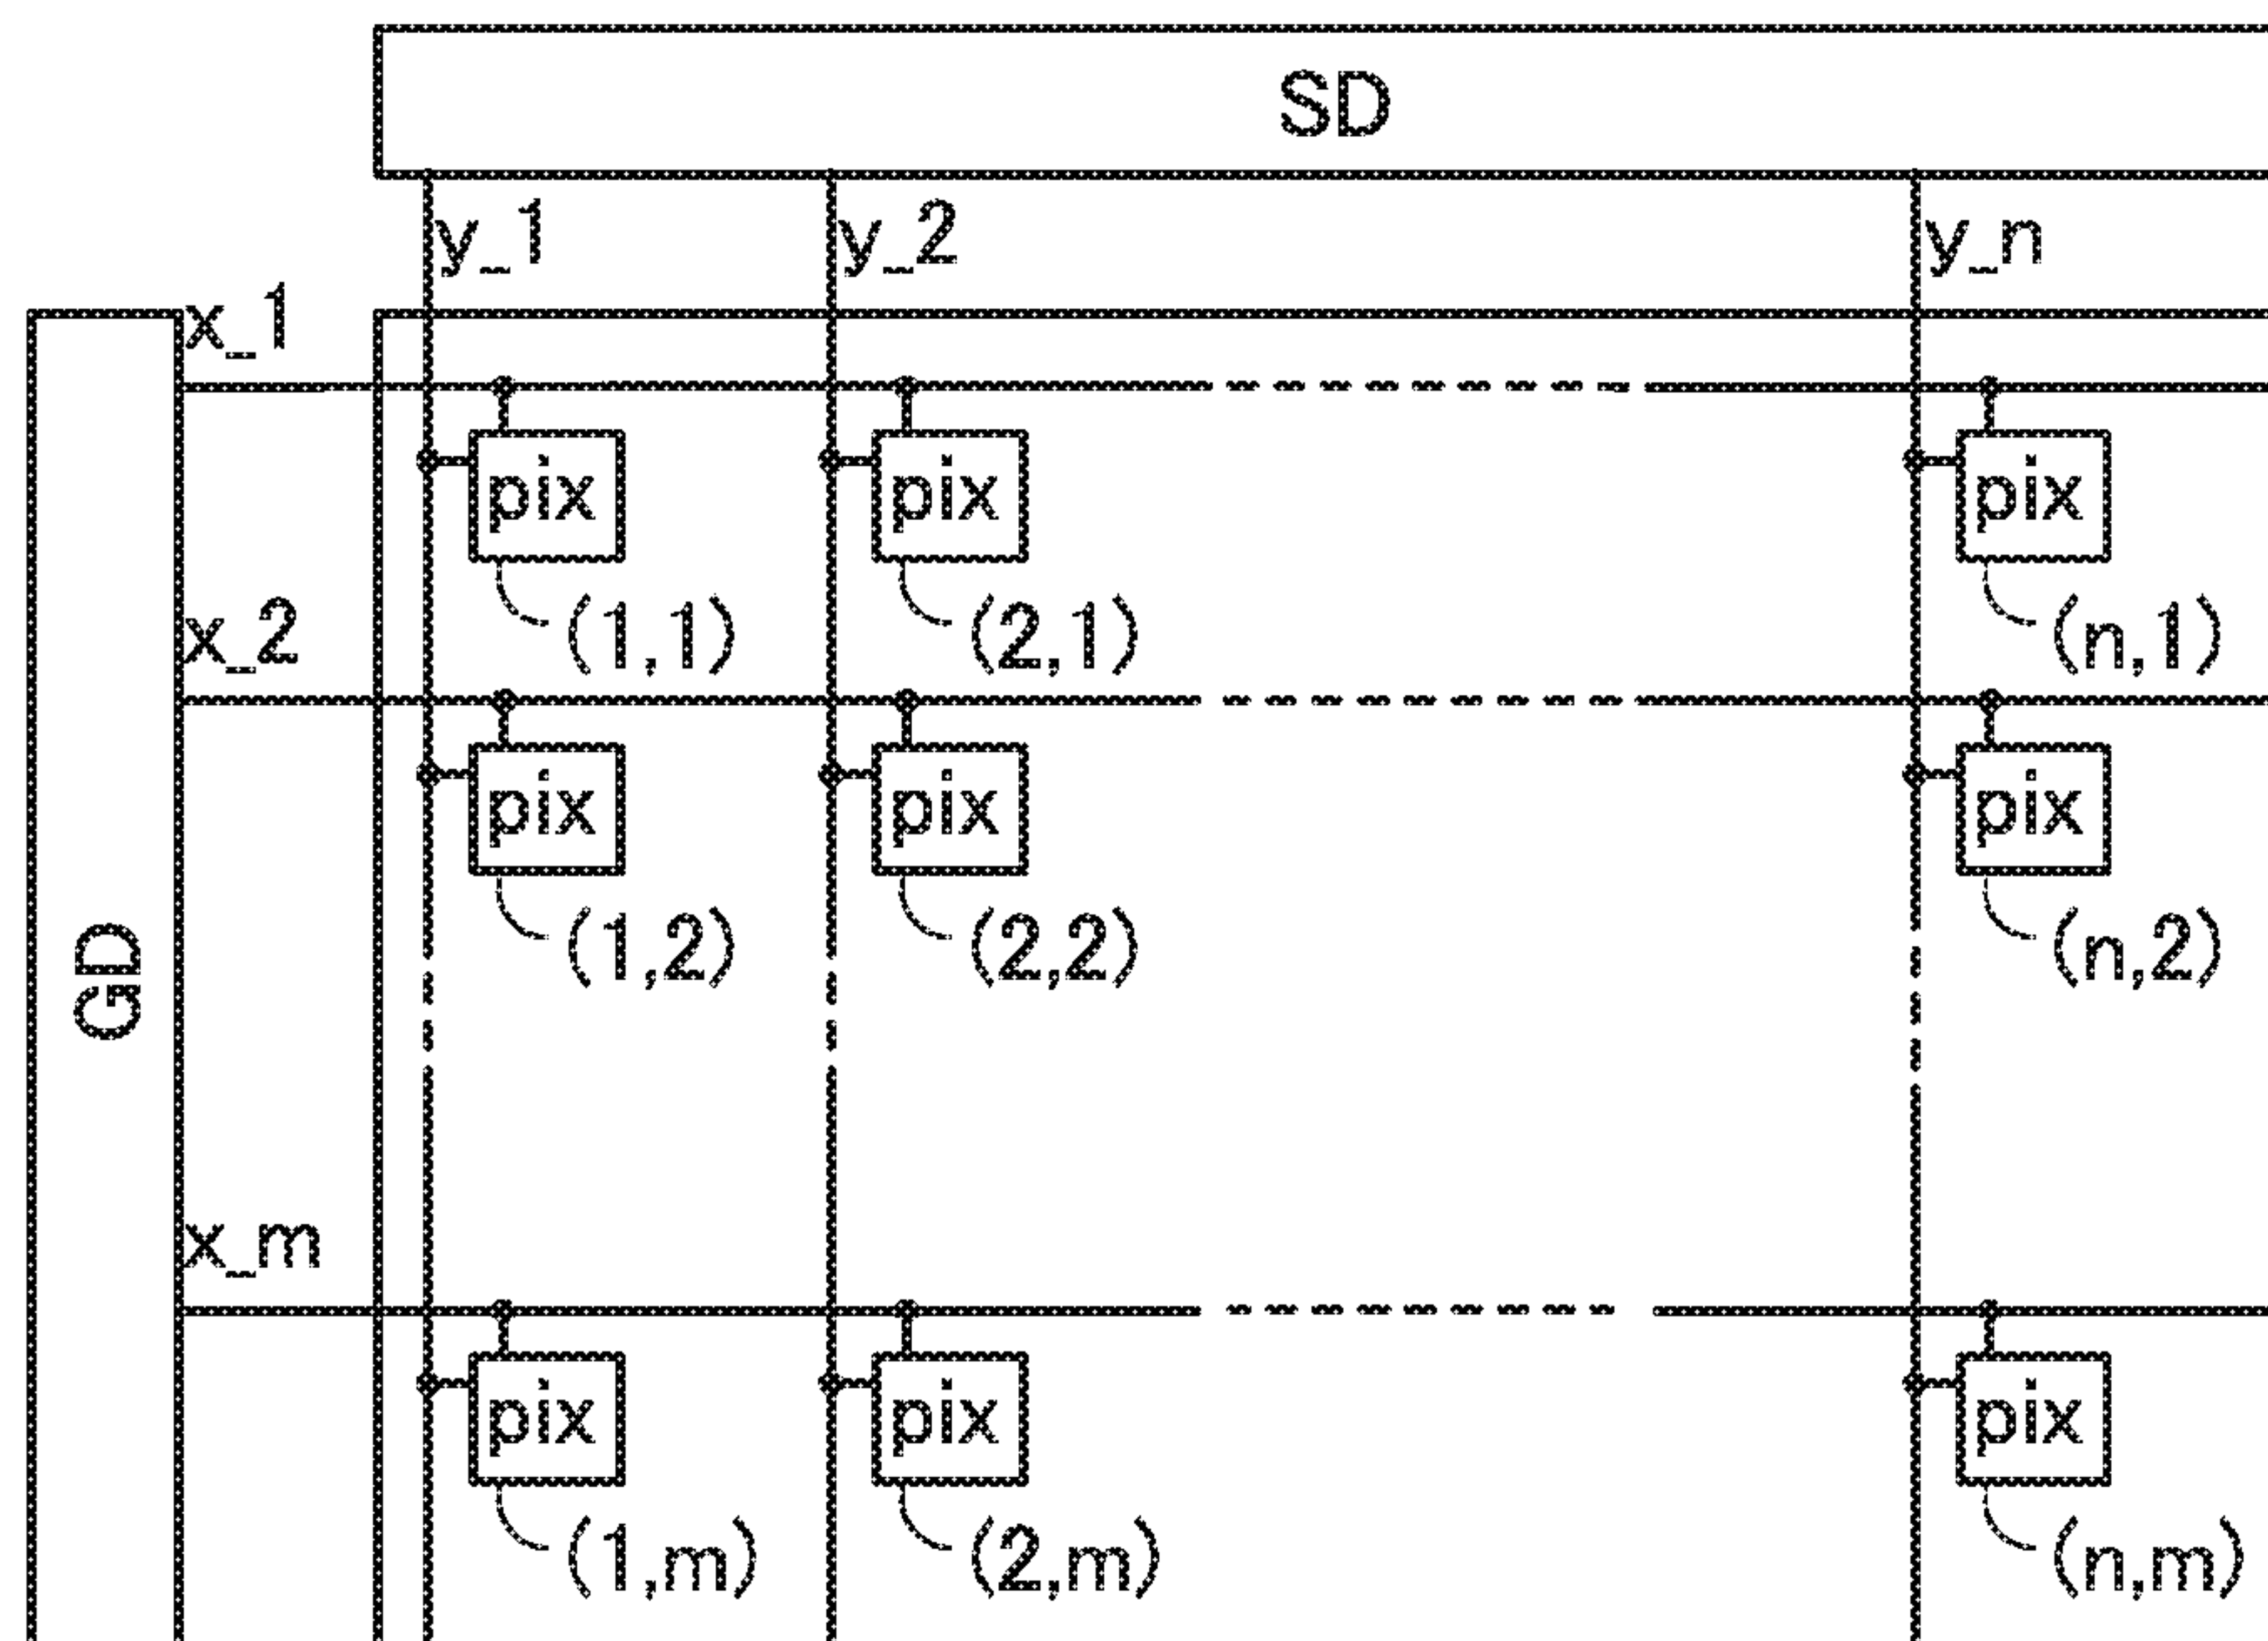 SD
y_1 y_2 y_n
x_1
pix pix pix
(1,1) (2,1) (n,1)
x_2
pix pix pix
(1,2) (2,2) (n,2)
GD
x_m
pix pix pix
(1,m) (2,m) (n,m)